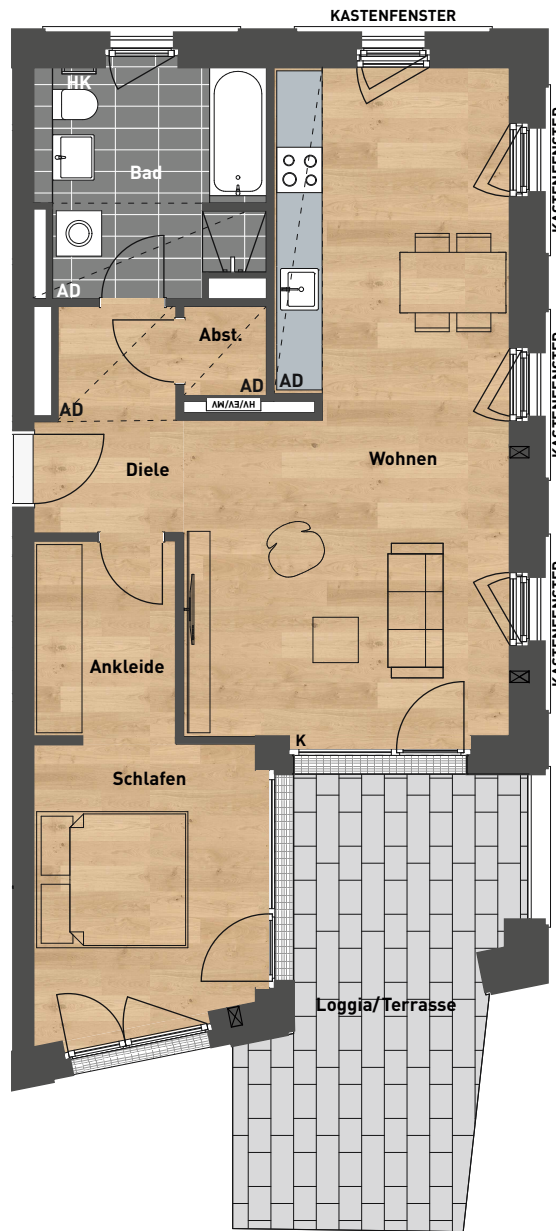 KASTENFENSTER
HK
KASTENFENSTER
Bad
AD
Abst.
AD
AD
AD
HV/EV/MV
KASTENFENSTER
Wohnen
Diele
KASTENFENSTER
Ankleide
K
Schlafen
Loggia/Terrasse